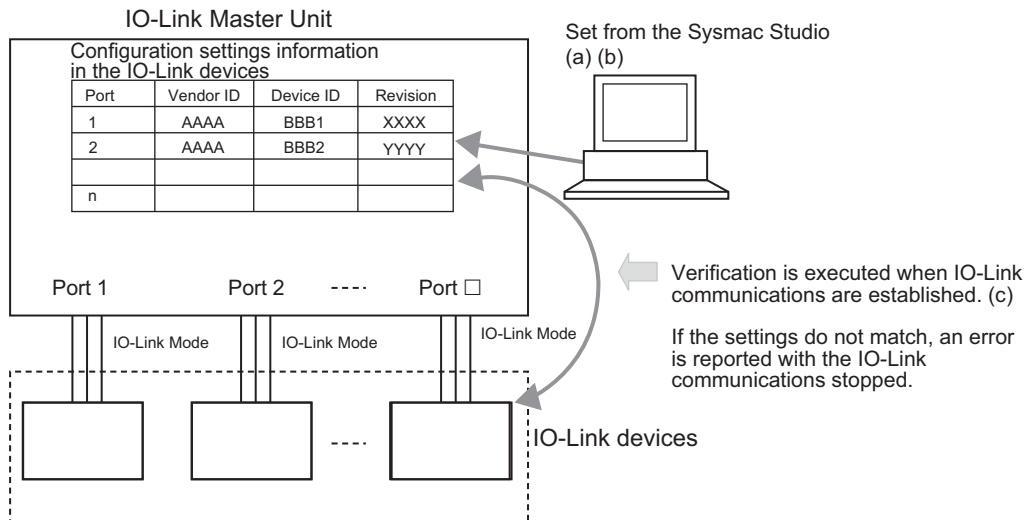 IO-Link Master Unit
Set from the Sysmac Studio
(a) (b)
Configuration settings information
in the IO-Link devices
Port Vendor ID Device ID Revision
1 AAAA BBB1 XXXX
2 AAAA BBB2 YYYY
n
Port 1 Port 2 ---- Port □
Verification is executed when IO-Link
communications are established. (c)
If the settings do not match, an error
is reported with the IO-Link
communications stopped.
IO-Link Mode IO-Link Mode IO-Link Mode
----
IO-Link devices